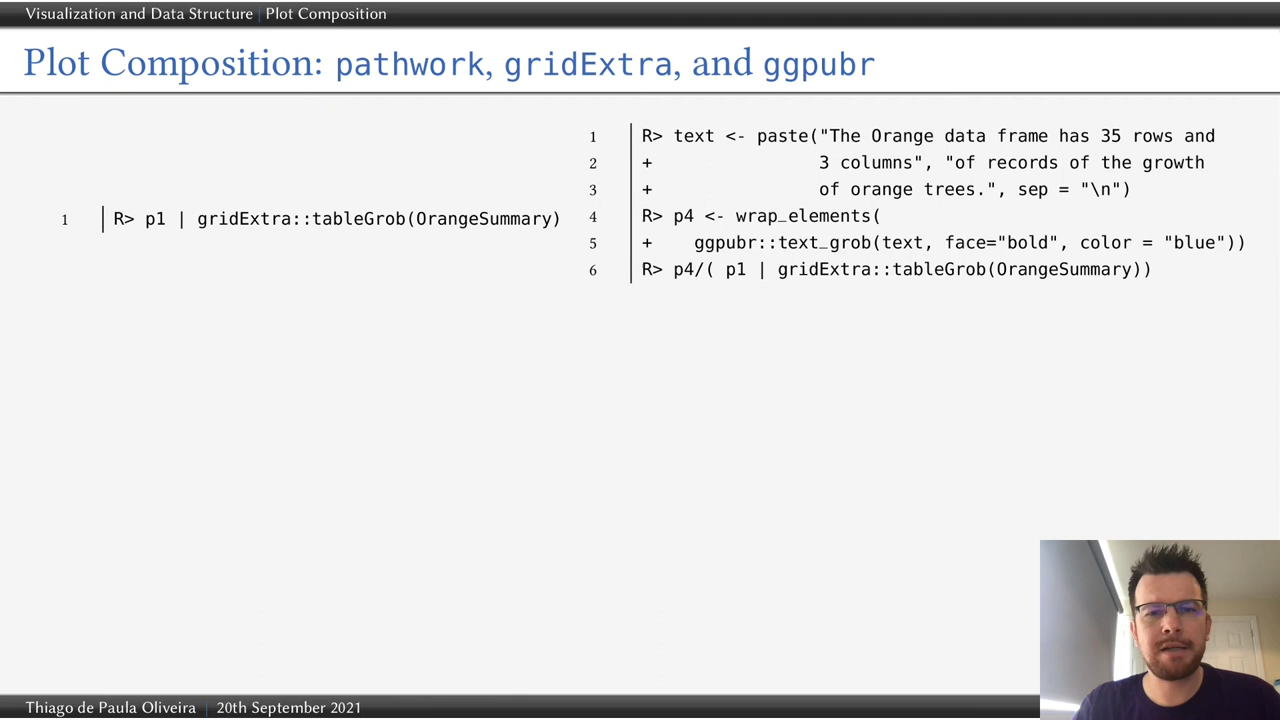 Visualization and Data Structure | Plot Composition
Plot Composition: pathwork, gridExtra, and ggpubr
1 R> p1 | gridExtra::tableGrob(OrangeSummary)
1 R> text <- paste("The Orange data frame has 35 rows and
2 + 3 columns", "of records of the growth
3 + of orange trees.", sep = "\n")
4 R> p4 <- wrap_elements(
5 + ggpubr::text_grob(text, face="bold", color = "blue"))
6 R> p4/( p1 | gridExtra::tableGrob(OrangeSummary))
Thiago de Paula Oliveira | 20th September 2021